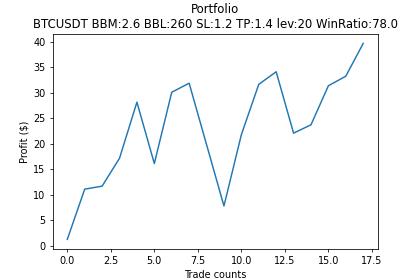 Portfolio
BTCUSDT BBM:2.6 BBL:260 SL:1.2 TP:1.4 lev:20 WinRatio:78.0
40
35
30
25
20
15
10
5
0
Profit ($)
0.0 2.5 5.0 7.5 10.0 12.5 15.0 17.5
Trade counts